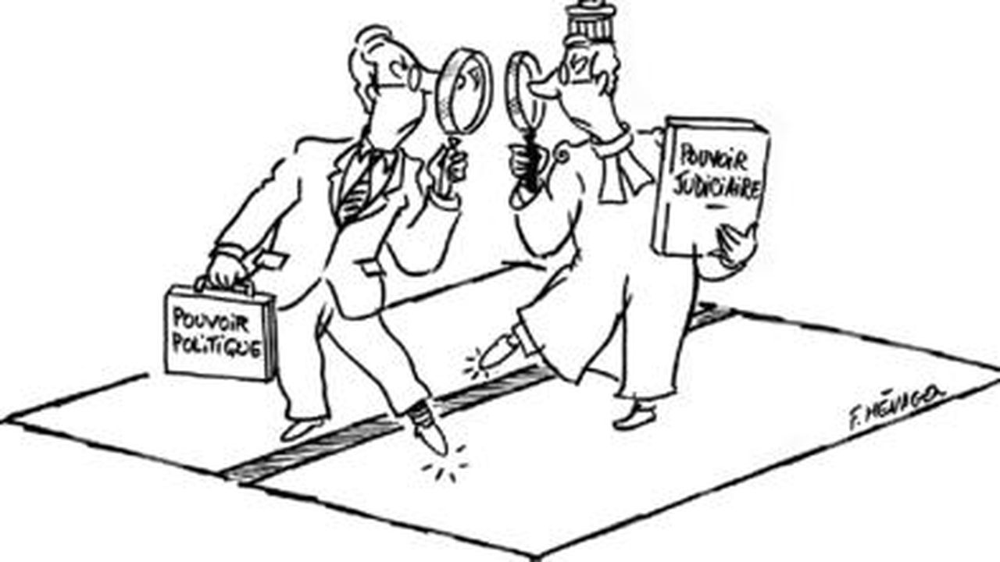 POUVOIR
POLITIQUE
POUVOIR
JUDICIAIRE
F. MÉNAGER